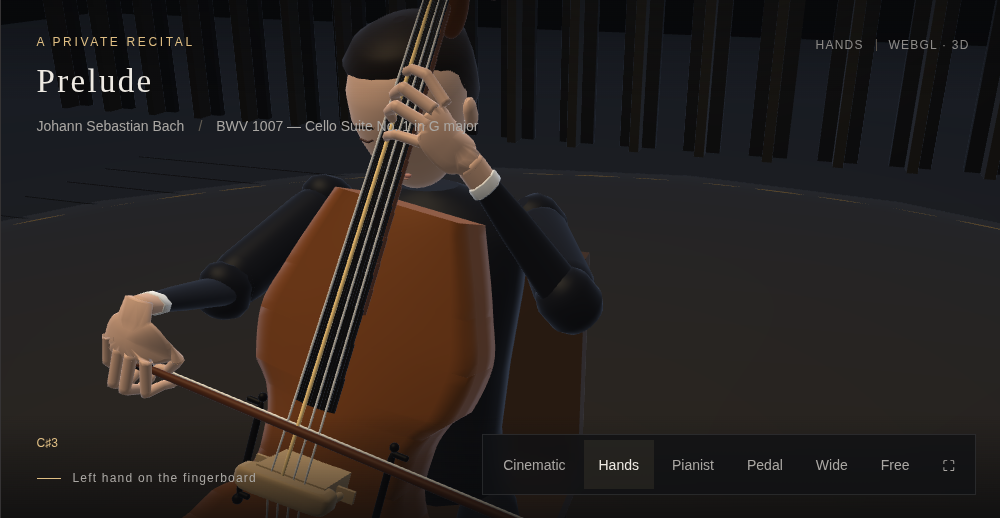 A PRIVATE RECITAL
HANDS | WEBGL · 3D
Prelude
Johann Sebastian Bach / BWV 1007 — Cello Suite No. 1 in G major
C♯3
Left hand on the fingerboard
Cinematic Hands Pianist Pedal Wide Free